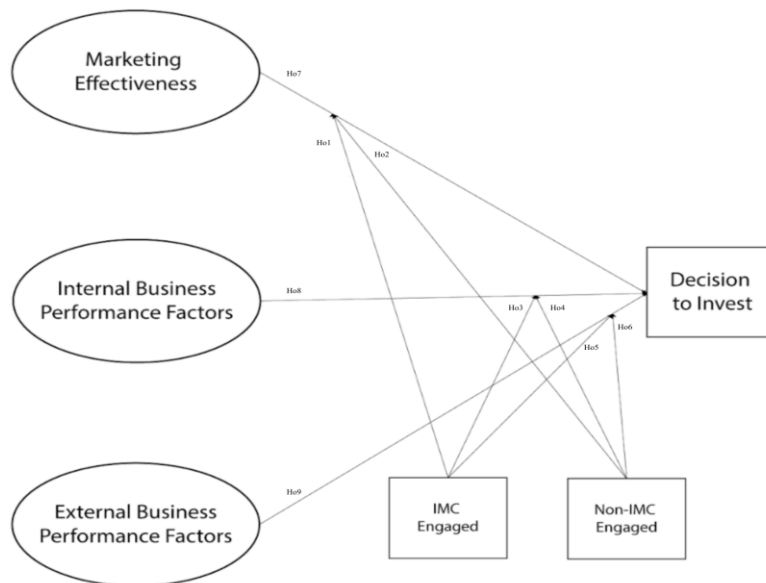 Marketing
Effectiveness
Ho7
Ho1
Ho2
Internal Business
Performance Factors
Ho8
Ho3
Ho4
Ho6
Ho5
Decision
to Invest
External Business
Performance Factors
Ho9
IMC
Engaged
Non-IMC
Engaged